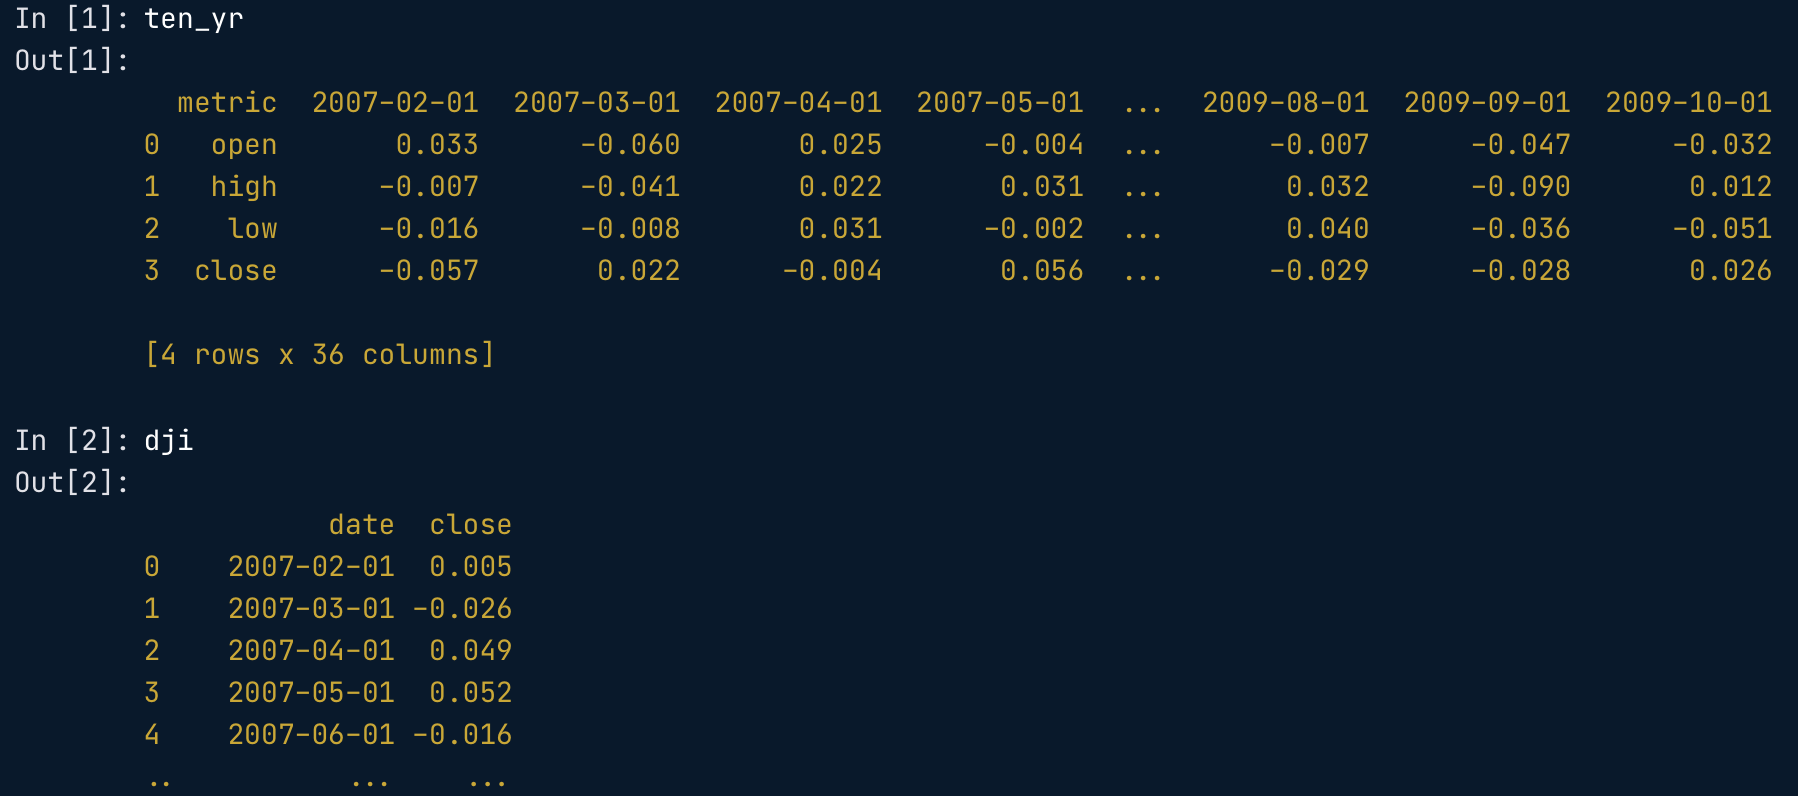 In [1]: ten_yr
Out[1]:
metric 2007-02-01 2007-03-01 2007-04-01 2007-05-01 ... 2009-08-01 2009-09-01 2009-10-01
0 open 0.033 -0.060 0.025 -0.004 ... -0.007 -0.047 -0.032
1 high -0.007 -0.041 0.022 0.031 ... 0.032 -0.090 0.012
2 low -0.016 -0.008 0.031 -0.002 ... 0.040 -0.036 -0.051
3 close -0.057 0.022 -0.004 0.056 ... -0.029 -0.028 0.026
[4 rows x 36 columns]
In [2]: dji
Out[2]:
date close
0 2007-02-01 0.005
1 2007-03-01 -0.026
2 2007-04-01 0.049
3 2007-05-01 0.052
4 2007-06-01 -0.016
.. ... ...